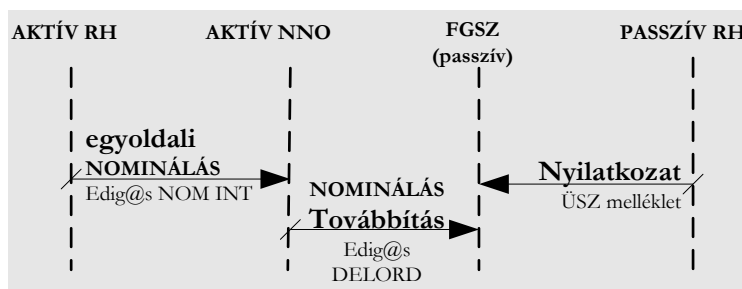 AKTÍV RH
AKTÍV NNO
FGSZ
(passzív)
PASSZÍV RH
egyoldali
NOMINÁLÁS
Edig@s NOM INT
NOMINÁLÁS
Továbbítás
Edig@s
DELORD
Nyilatkozat
ÜSZ melléklet